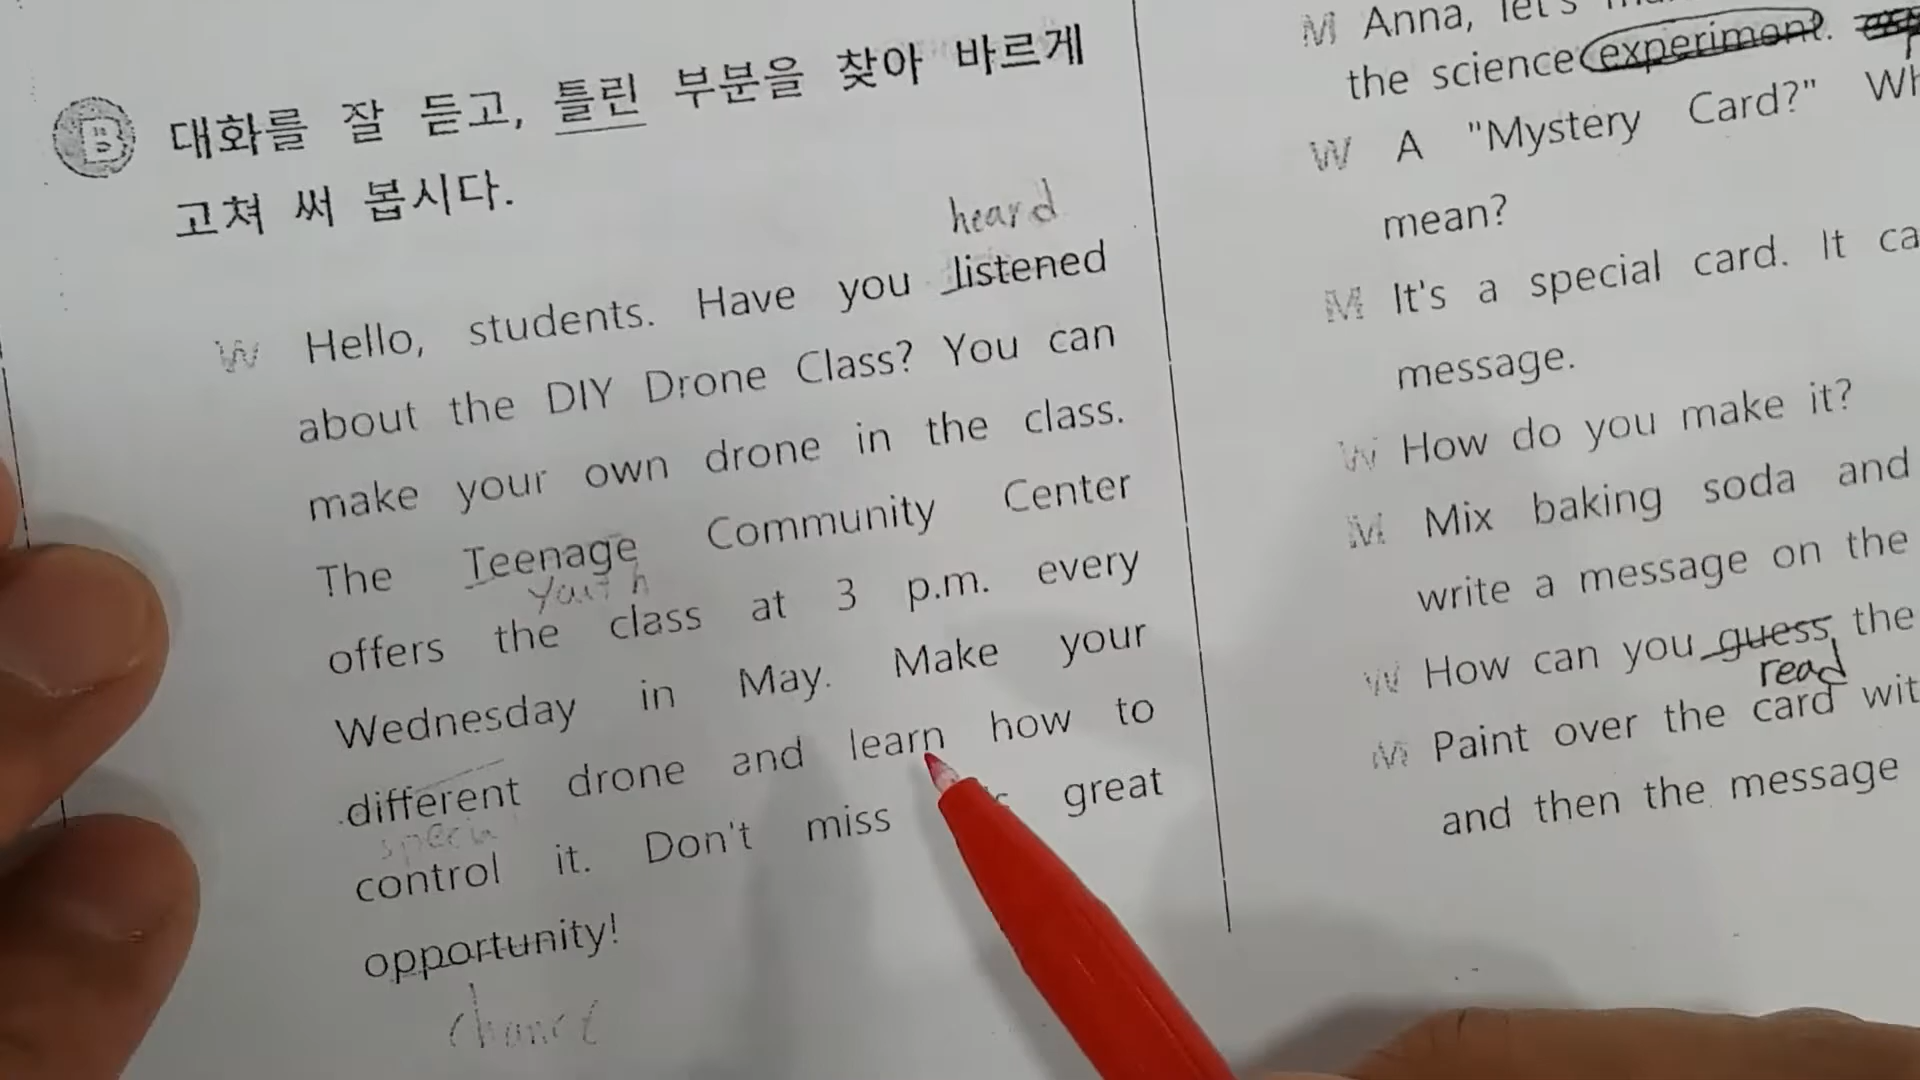 B 대화를 잘 듣고, 틀린 부분을 찾아 바르게
고쳐 써 봅시다.
heard
W Hello, students. Have you listened
about the DIY Drone Class? You can
make your own drone in the class.
The Teenage Community Center
youth
offers the class at 3 p.m. every
Wednesday in May. Make your
different drone and learn how to
control it. Don't miss great
opportunity!
M Anna, let's
the science experiment.
W A "Mystery Card?"
mean?
M It's a special card. It
message.
W How do you make it?
M Mix baking soda and
write a message on the
W How can you guess the
read
M Paint over the card
and then the message